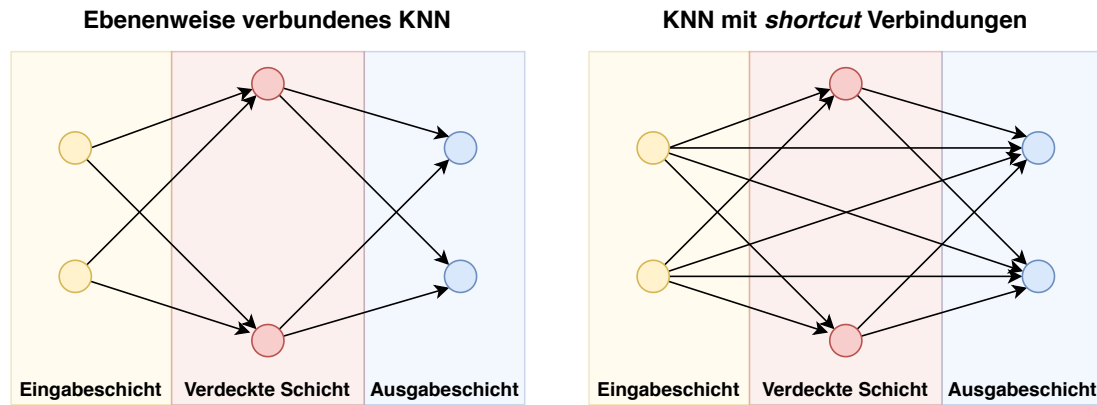 Ebenenweise verbundenes KNN
KNN mit shortcut Verbindungen
Eingabeschicht
Verdeckte Schicht
Ausgabeschicht
Eingabeschicht
Verdeckte Schicht
Ausgabeschicht